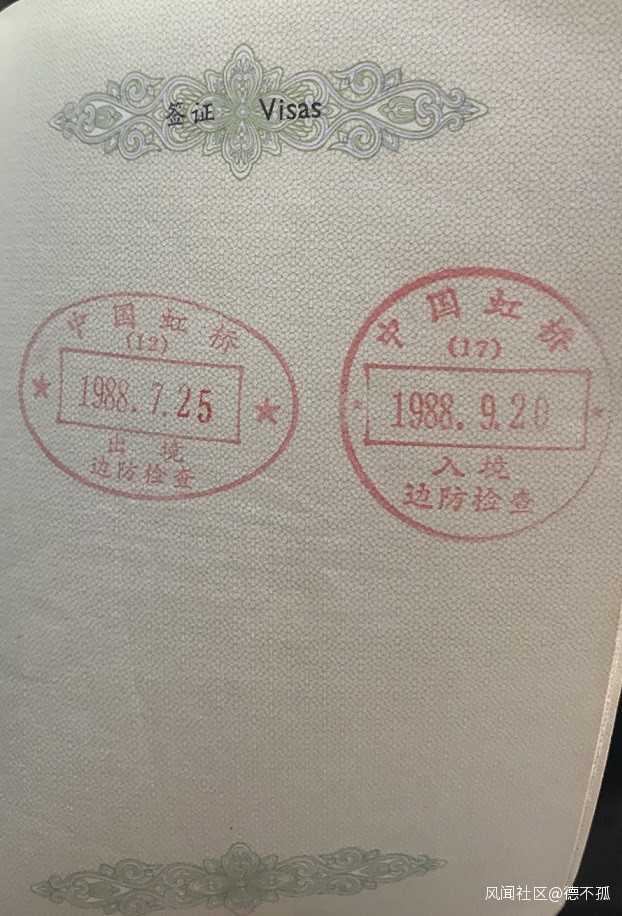 签证 Visas
中国虹桥
(12)
1988.7.25
出境
边防检查
中国虹桥
(17)
1988.9.20
入境
边防检查
风闻社区@德不孤